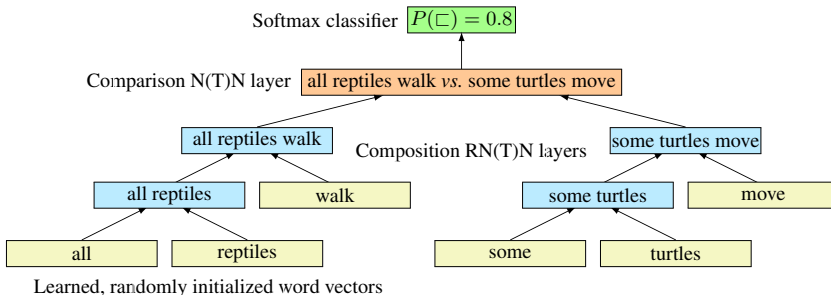 Softmax classifier P(⊏) = 0.8
Comparison N(T)N layer all reptiles walk vs. some turtles move
all reptiles walk Composition RN(T)N layers some turtles move
all reptiles walk some turtles move
all reptiles some turtles
Learned, randomly initialized word vectors